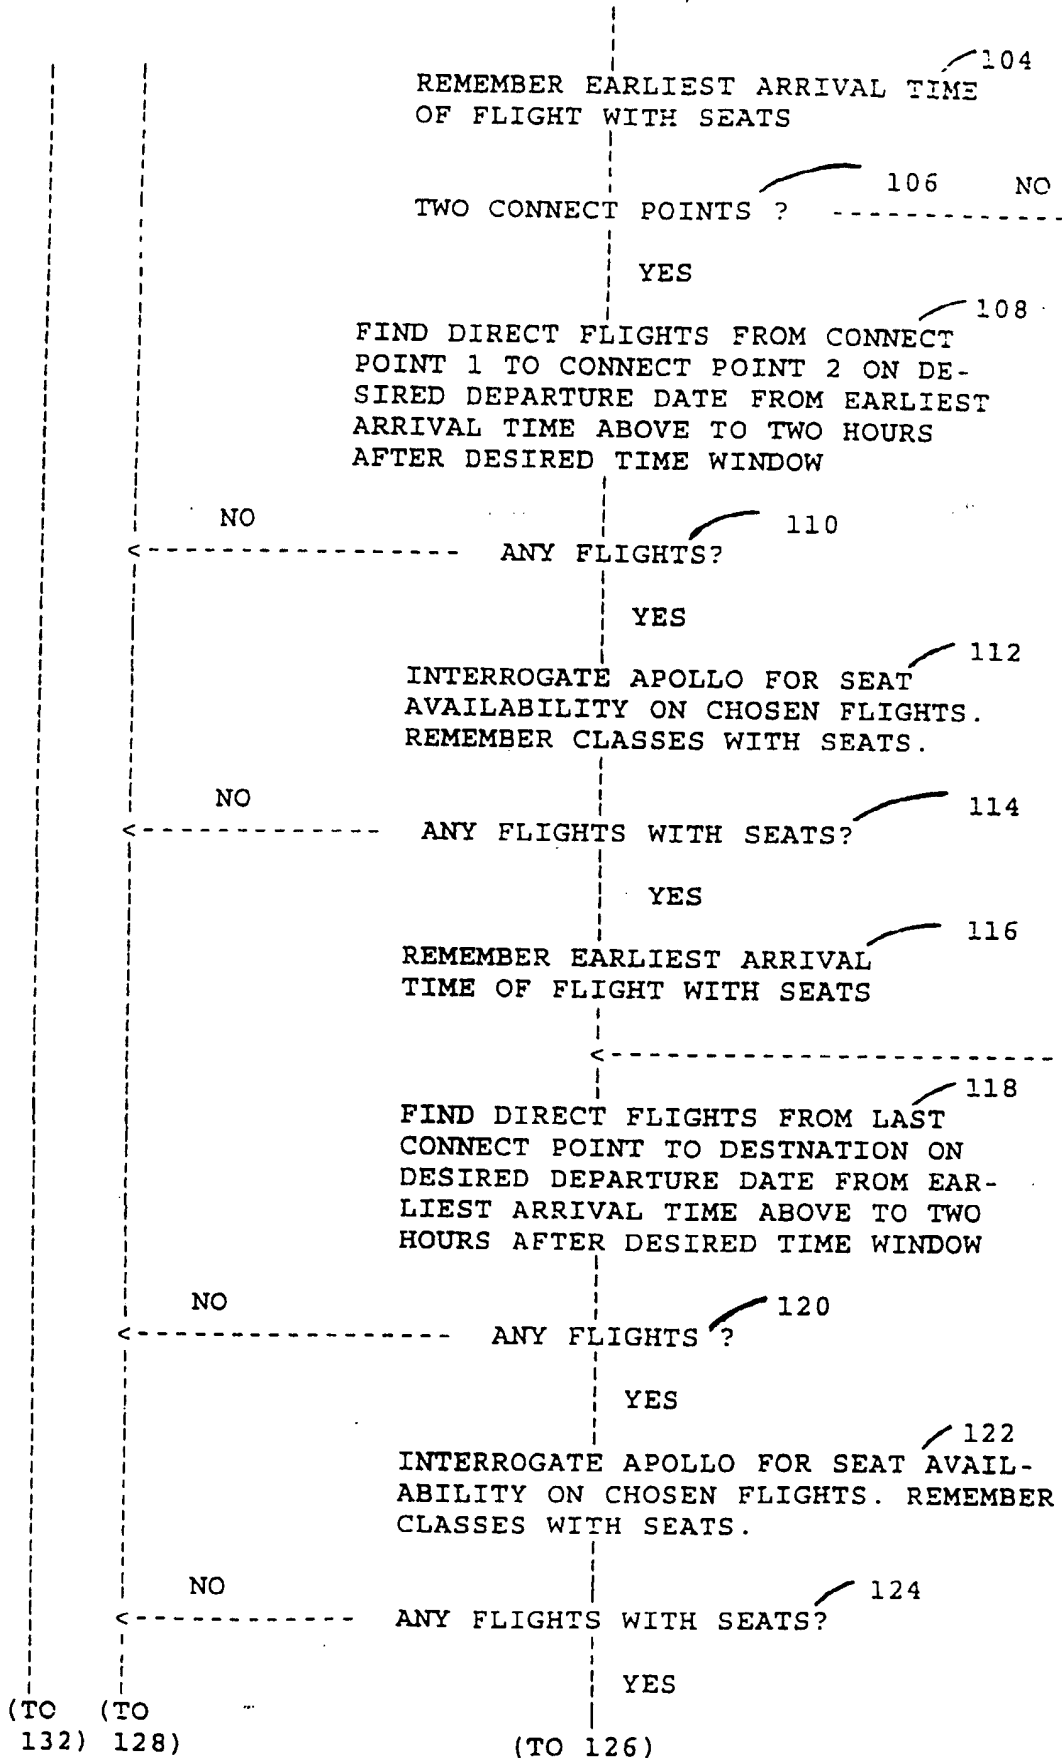 104
REMEMBER EARLIEST ARRIVAL TIME
OF FLIGHT WITH SEATS
106 NO
TWO CONNECT POINTS ?
YES
108
FIND DIRECT FLIGHTS FROM CONNECT
POINT 1 TO CONNECT POINT 2 ON DE-
SIRED DEPARTURE DATE FROM EARLIEST
ARRIVAL TIME ABOVE TO TWO HOURS
AFTER DESIRED TIME WINDOW
NO
110
ANY FLIGHTS?
YES
112
INTERROGATE APOLLO FOR SEAT
AVAILABILITY ON CHOSEN FLIGHTS.
REMEMBER CLASSES WITH SEATS.
NO
114
ANY FLIGHTS WITH SEATS?
YES
116
REMEMBER EARLIEST ARRIVAL
TIME OF FLIGHT WITH SEATS
118
FIND DIRECT FLIGHTS FROM LAST
CONNECT POINT TO DESTNATION ON
DESIRED DEPARTURE DATE FROM EAR-
LIEST ARRIVAL TIME ABOVE TO TWO
HOURS AFTER DESIRED TIME WINDOW
NO
120
ANY FLIGHTS ?
YES
122
INTERROGATE APOLLO FOR SEAT AVAIL-
ABILITY ON CHOSEN FLIGHTS. REMEMBER
CLASSES WITH SEATS.
NO
124
ANY FLIGHTS WITH SEATS?
YES
(TO (TO
132) 128)
(TO 126)